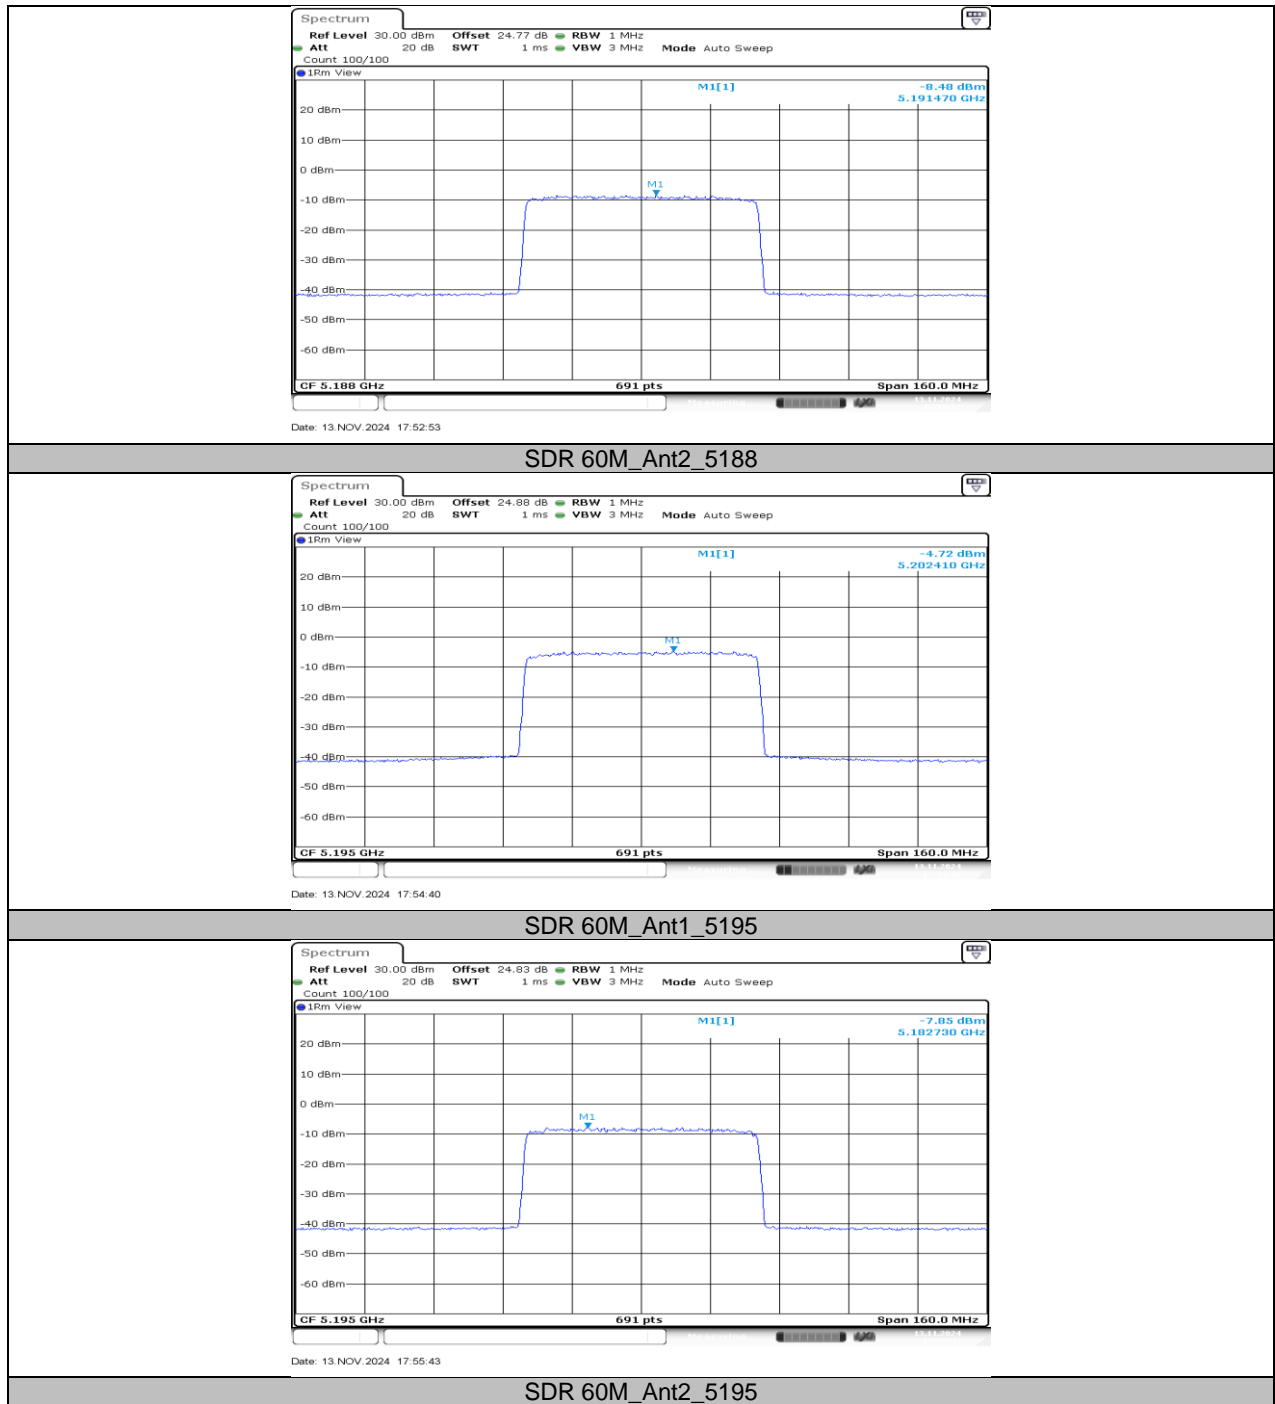 Spectrum
Ref Level 30.00 dBm Offset 24.77 dB RBW 1 MHz
Att 20 dB SWT 1 ms VBW 3 MHz Mode Auto Sweep
Count 100/100
1Rm View
M1[1] -8.48 dBm
5.191470 GHz
20 dBm
10 dBm
0 dBm
M1
-10 dBm
-20 dBm
-30 dBm
-40 dBm
-50 dBm
-60 dBm
CF 5.188 GHz 691 pts Span 160.0 MHz
Date: 13.NOV.2024 17:52:53
SDR 60M_Ant2_5188
Spectrum
Ref Level 30.00 dBm Offset 24.88 dB RBW 1 MHz
Att 20 dB SWT 1 ms VBW 3 MHz Mode Auto Sweep
Count 100/100
1Rm View
M1[1] -4.72 dBm
5.202410 GHz
20 dBm
10 dBm
0 dBm
M1
-10 dBm
-20 dBm
-30 dBm
-40 dBm
-50 dBm
-60 dBm
CF 5.195 GHz 691 pts Span 160.0 MHz
Date: 13.NOV.2024 17:54:40
SDR 60M_Ant1_5195
Spectrum
Ref Level 30.00 dBm Offset 24.83 dB RBW 1 MHz
Att 20 dB SWT 1 ms VBW 3 MHz Mode Auto Sweep
Count 100/100
1Rm View
M1[1] -7.85 dBm
5.182730 GHz
20 dBm
10 dBm
0 dBm
M1
-10 dBm
-20 dBm
-30 dBm
-40 dBm
-50 dBm
-60 dBm
CF 5.195 GHz 691 pts Span 160.0 MHz
Date: 13.NOV.2024 17:55:43
SDR 60M_Ant2_5195